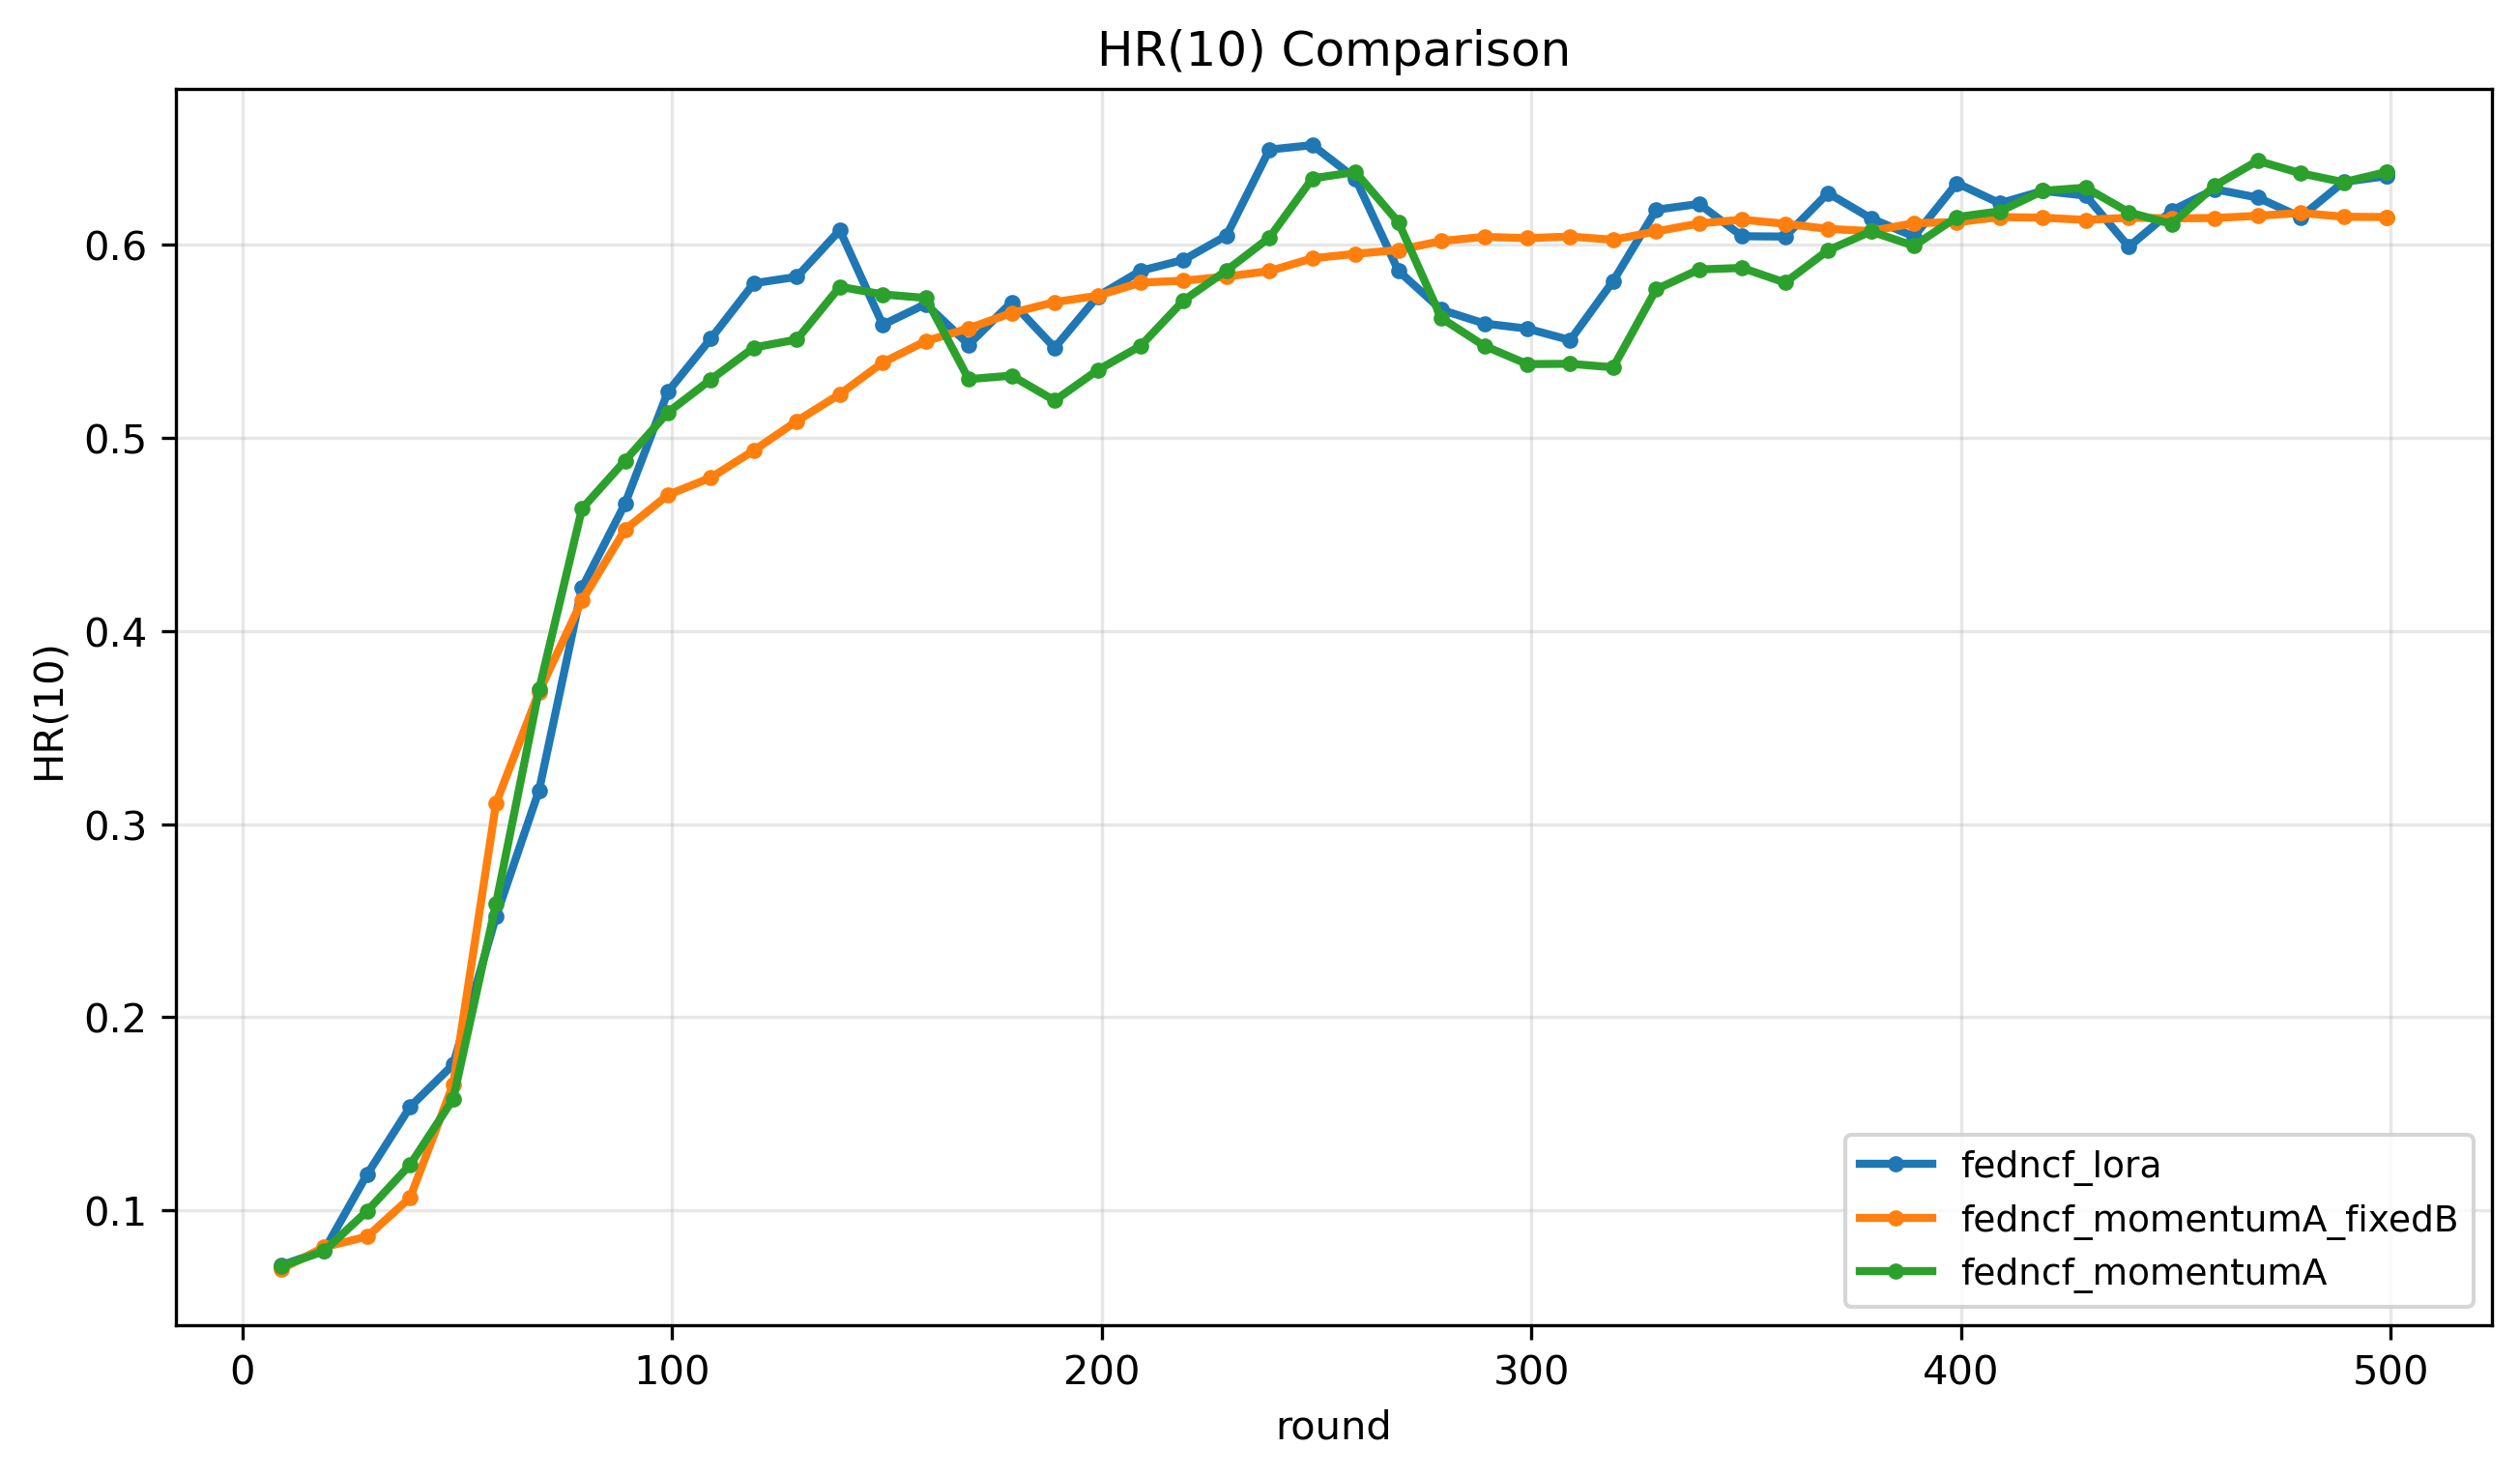 HR(10) Comparison
HR(10)
0.6
0.5
0.4
0.3
0.2
0.1
fedncf_lora
fedncf_momentumA_fixedB
fedncf_momentumA
0 100 200 300 400 500
round